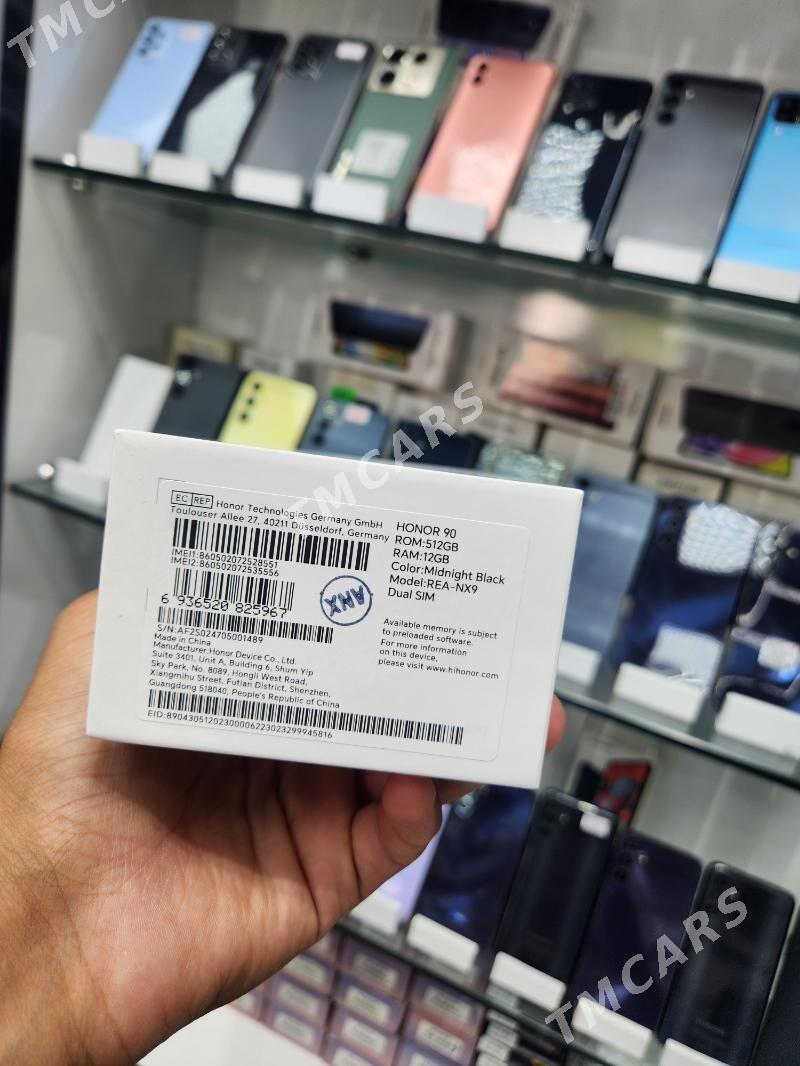 TMCARS
EC REP Honor Technologies Germany GmbH
Toulouser Allee 27, 40211 Düsseldorf, Germany
IMEI1:860502072528551
IMEI2:860502072535556
6 936520 825967
S/N:AF2S024705001489
Made in China
Manufacturer:Honor Device Co., Ltd.
Suite 3401, Unit A, Building 6, Shum Yip
Sky Park, No. 8089, Hongli West Road,
Xiangmihu Street, Futian District, Shenzhen,
Guangdong 518040, People's Republic of China
EID:89043051202300006223023299945816
HONOR 90
ROM:512GB
RAM:12GB
Color:Midnight Black
Model:REA-NX9
Dual SIM
ANX
Available memory is subject
to preloaded software.
For more information
on this device,
please visit www.hihonor.com
TMCARS
TMCARS